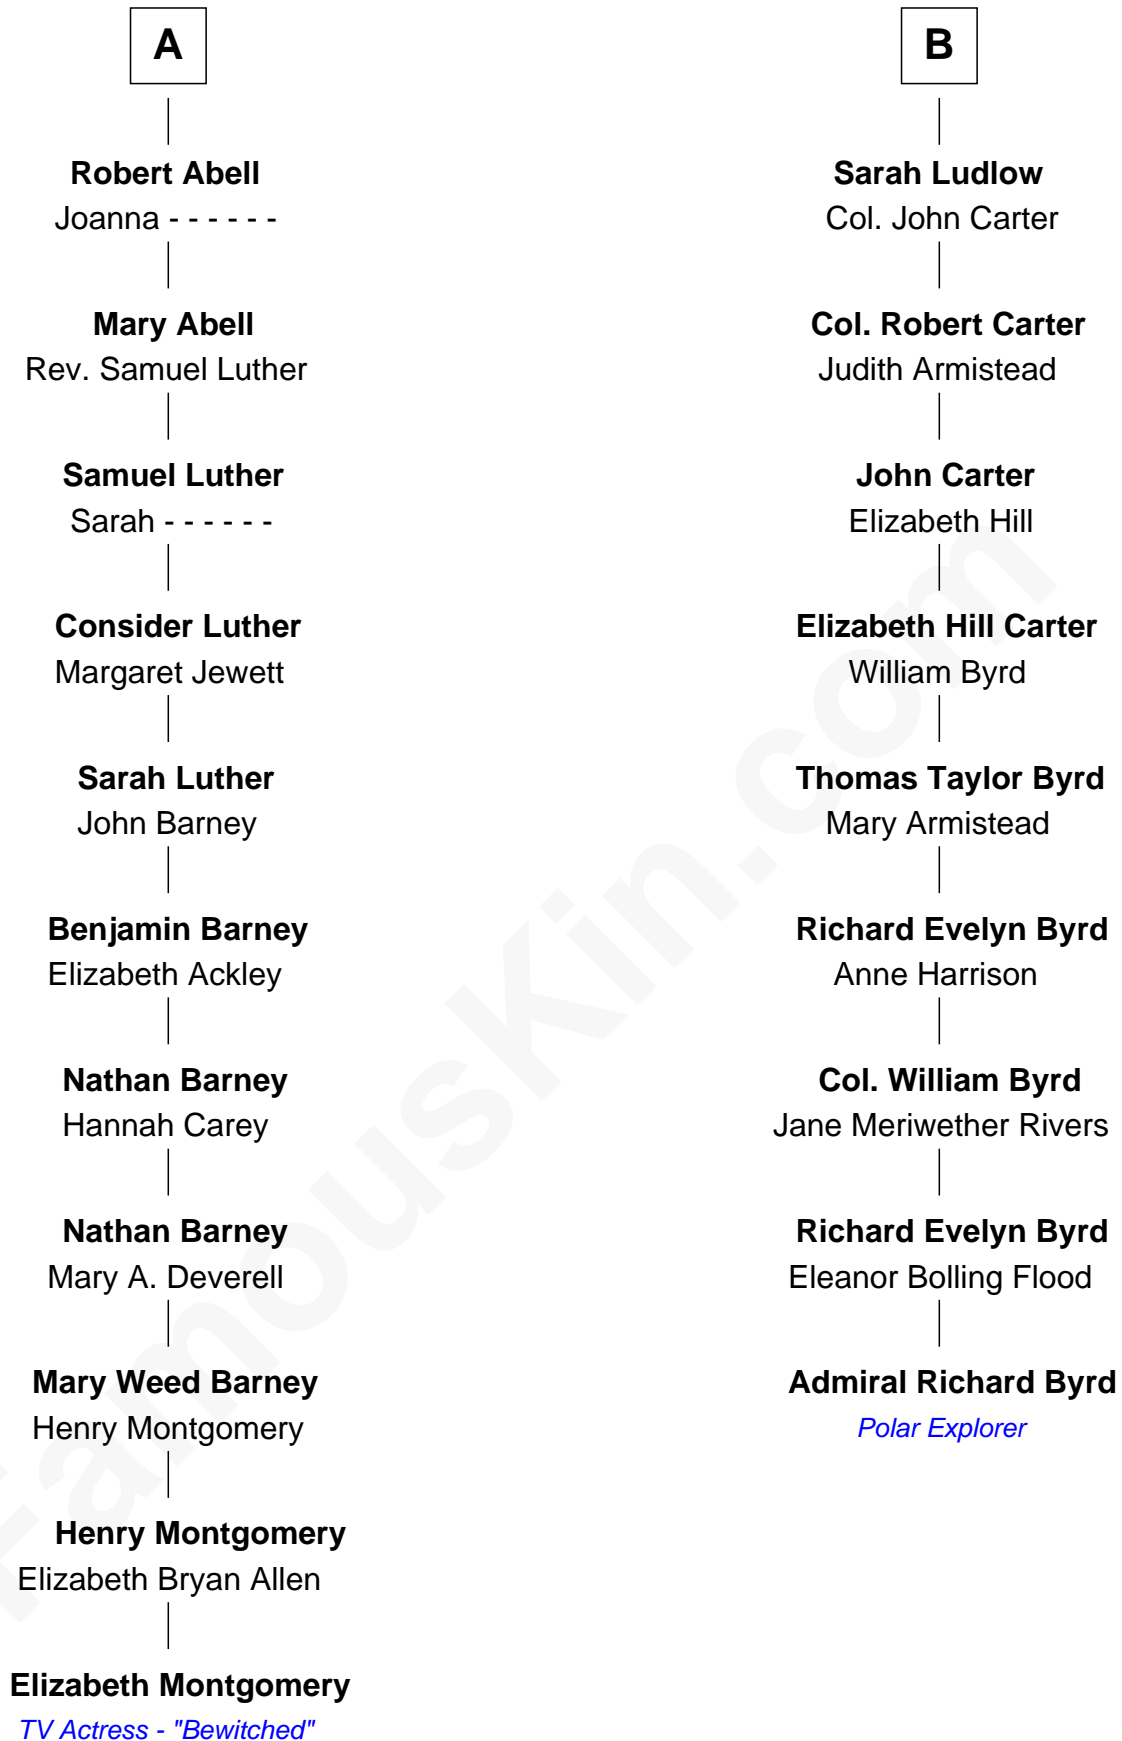 A
Robert Abell
Joanna - - - - - -
Mary Abell
Rev. Samuel Luther
Samuel Luther
Sarah - - - - - -
Consider Luther
Margaret Jewett
Sarah Luther
John Barney
Benjamin Barney
Elizabeth Ackley
Nathan Barney
Hannah Carey
Nathan Barney
Mary A. Deverell
Mary Weed Barney
Henry Montgomery
Henry Montgomery
Elizabeth Bryan Allen
Elizabeth Montgomery
TV Actress - "Bewitched"
B
Sarah Ludlow
Col. John Carter
Col. Robert Carter
Judith Armistead
John Carter
Elizabeth Hill
Elizabeth Hill Carter
William Byrd
Thomas Taylor Byrd
Mary Armistead
Richard Evelyn Byrd
Anne Harrison
Col. William Byrd
Jane Meriwether Rivers
Richard Evelyn Byrd
Eleanor Bolling Flood
Admiral Richard Byrd
Polar Explorer
FamousKin.com